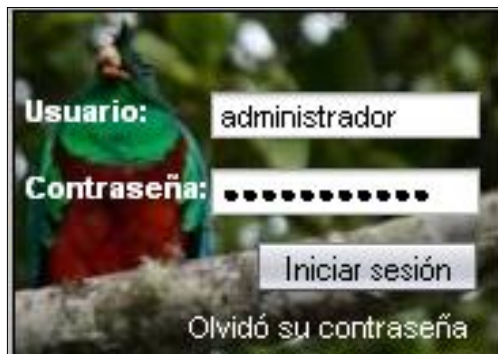 Usuario: administrador
Contraseña: •••••••••••
Iniciar sesión
Olvidó su contraseña